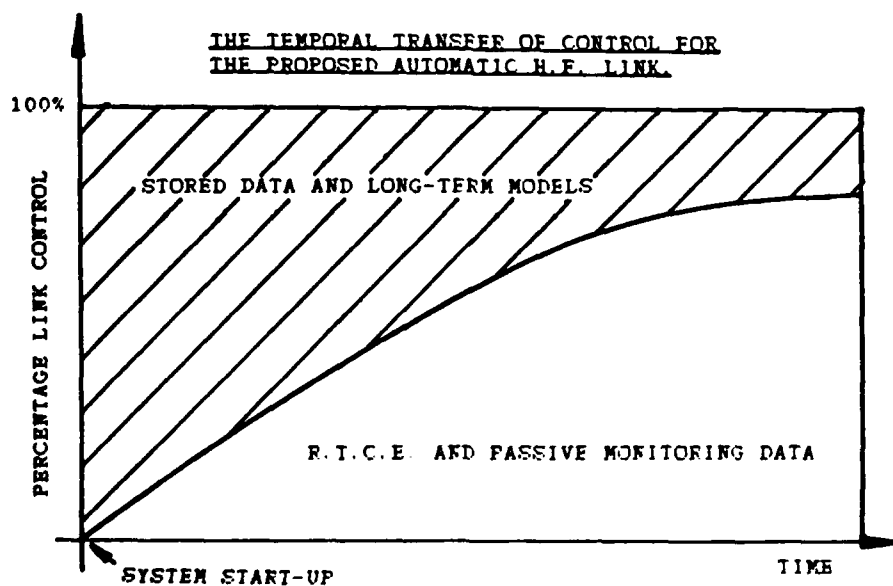 THE TEMPORAL TRANSFER OF CONTROL FOR
THE PROPOSED AUTOMATIC H.F. LINK.
100%
STORED DATA AND LONG-TERM MODELS
PERCENTAGE LINK CONTROL
R.T.C.E. AND PASSIVE MONITORING DATA
SYSTEM START-UP
TIME